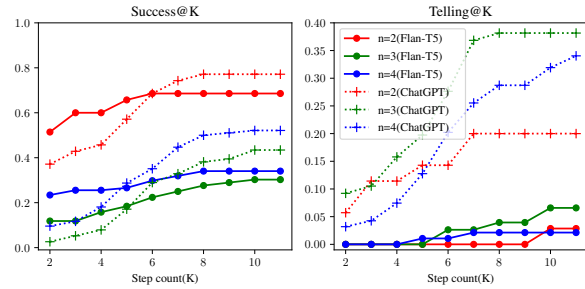 Success@K
1.0
0.8
0.6
0.4
0.2
0.0
2 4 6 8 10
Step count(K)
Telling@K
0.40
0.35
0.30
0.25
0.20
0.15
0.10
0.05
0.00
n=2(Flan-T5)
n=3(Flan-T5)
n=4(Flan-T5)
n=2(ChatGPT)
n=3(ChatGPT)
n=4(ChatGPT)
2 4 6 8 10
Step count(K)